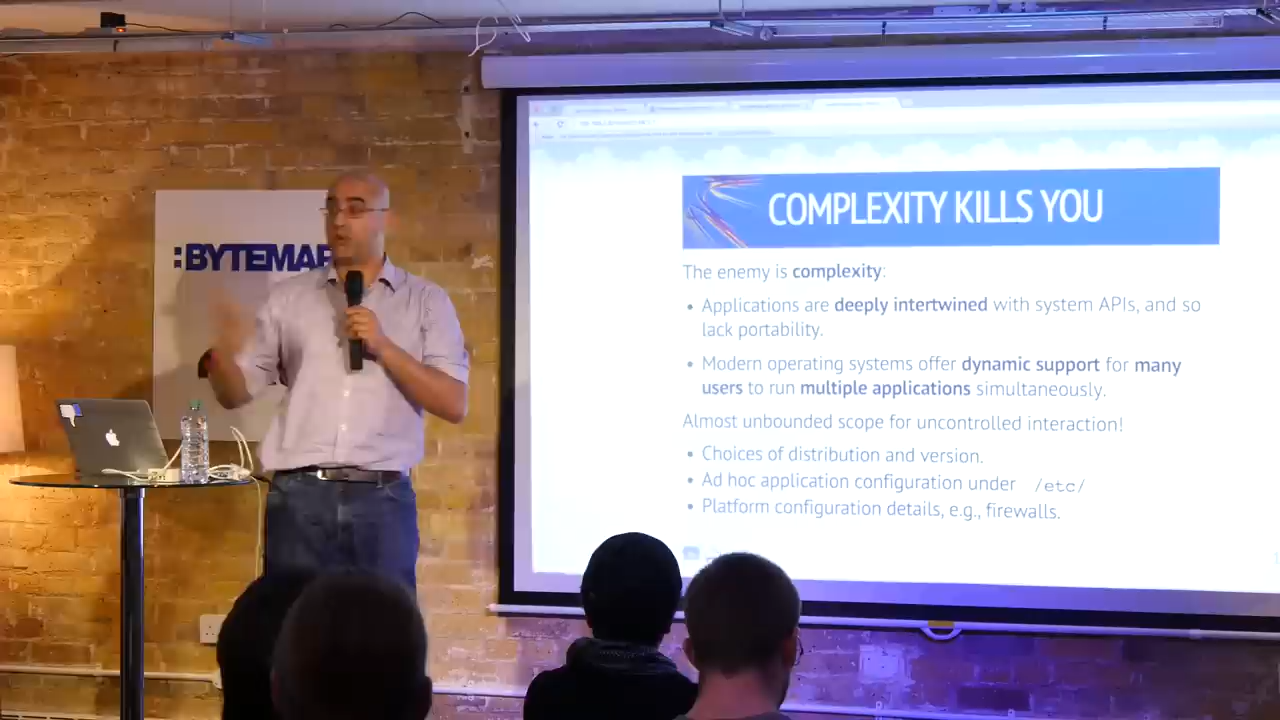 :BYTEMAR
COMPLEXITY KILLS YOU
The enemy is complexity:
• Applications are deeply intertwined with system APIs, and so
lack portability.
• Modern operating systems offer dynamic support for many
users to run multiple applications simultaneously.
Almost unbounded scope for uncontrolled interaction!
• Choices of distribution and version.
• Ad hoc application configuration under /etc/
• Platform configuration details, e.g., firewalls.